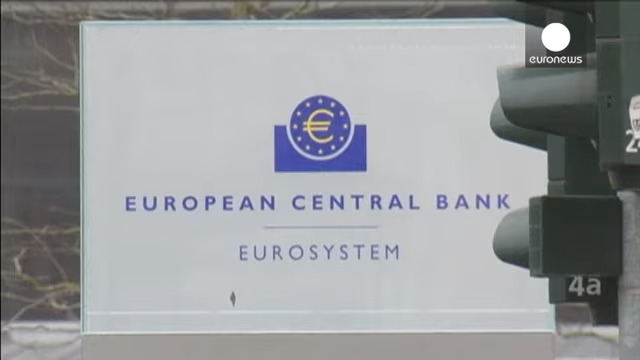 euronews
€
EUROPEAN CENTRAL BANK
EUROSYSTEM
4a